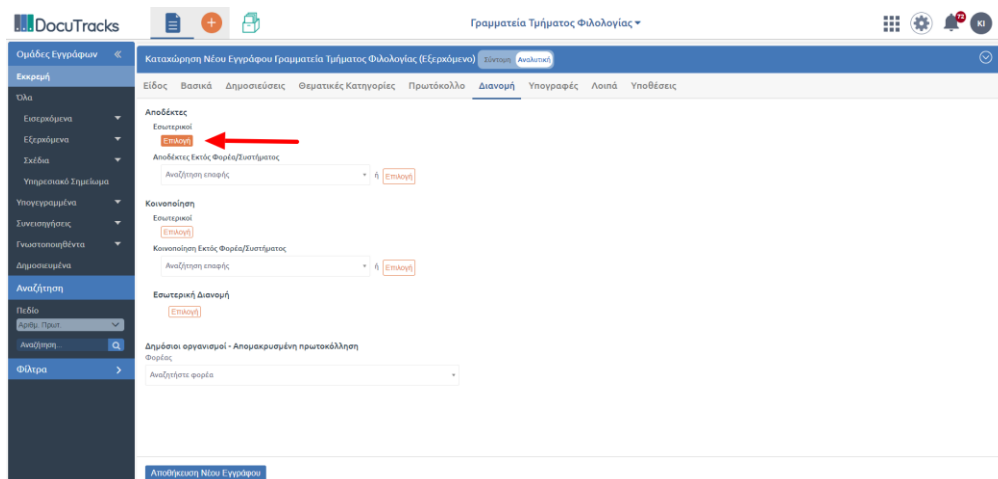 DocuTracks
Γραμματεία Τμήματος Φιλολογίας
72
KI
Ομάδες Εγγράφων
Καταχώρηση Νέου Εγγράφου Γραμματεία Τμήματος Φιλολογίας (Εξερχόμενο) Σύντομη Αναλυτική
Εκκρεμή
Είδος Βασικά Δημοσιεύσεις Θεματικές Κατηγορίες Πρωτόκολλο Διανομή Υπογραφές Λοιπά Υποθέσεις
Όλα
Εισερχόμενα
Εξερχόμενα
Σχέδια
Υπηρεσιακό Σημείωμα
Υπογεγραμμένα
Συνεισηγήσεις
Γνωστοποιηθέντα
Δημοσιευμένα
Αναζήτηση
Πεδίο
Αριθμ. Πρωτ.
Αναζήτηση...
Φίλτρα
Αποδέκτες
Εσωτερικοί
Επιλογή
Αποδέκτες Εκτός Φορέα/Συστήματος
Αναζήτηση επαφής ή Επιλογή
Κοινοποίηση
Εσωτερικοί
Επιλογή
Κοινοποίηση Εκτός Φορέα/Συστήματος
Αναζήτηση επαφής ή Επιλογή
Εσωτερική Διανομή
Επιλογή
Δημόσιοι οργανισμοί - Απομακρυσμένη πρωτοκόλληση
Φορέας
Αναζητήστε φορέα
Αποθήκευση Νέου Εγγράφου